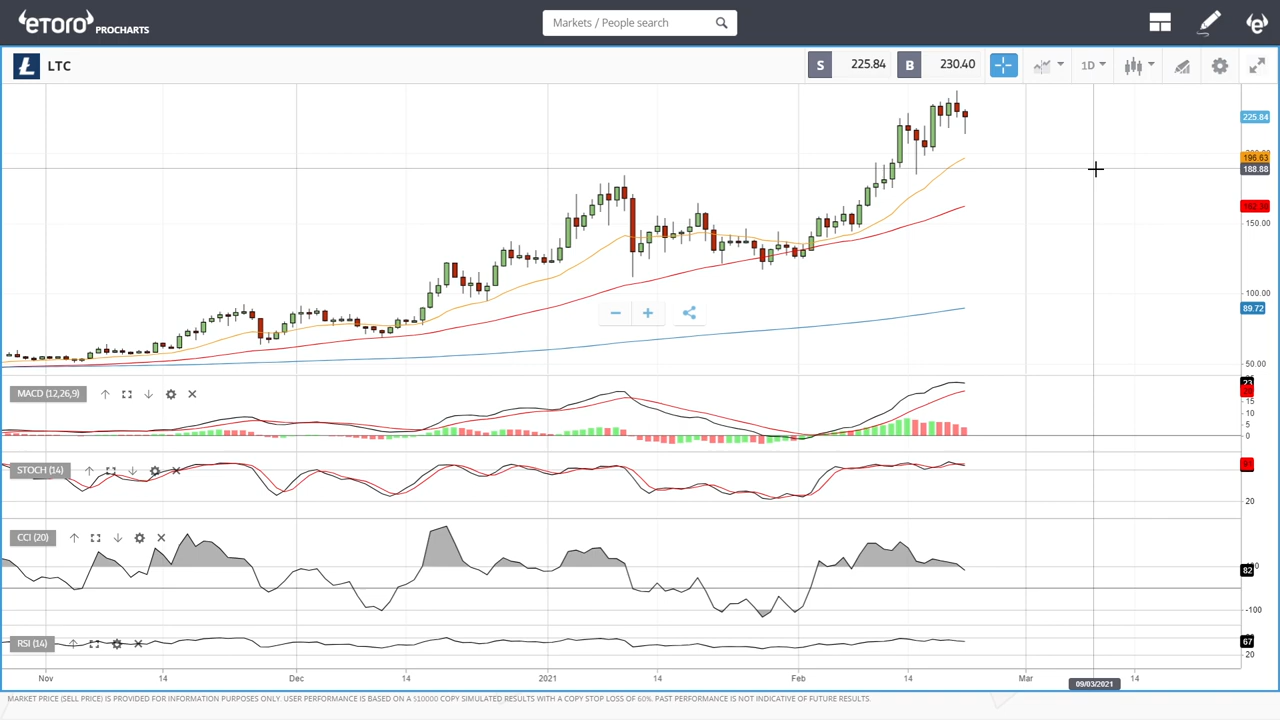 eTORO PROCHARTS
Markets / People search
LTC
S 225.84 B 230.40
1D
225.84
196.63
188.88
162.30
150.00
100.00
89.72
50.00
MACD (12,26,9)
23
15
10
5
0
STOCH (14)
20
CCI (20)
82
-100
RSI (14)
67
20
Nov 14 Dec 14 2021 14 Feb 14 Mar 14
09/03/2021
MARKET PRICE (SELL PRICE) IS PROVIDED FOR INFORMATION PURPOSES ONLY. USER PERFORMANCE IS BASED ON A $10000 COPY SIMULATED RESULTS WITH A COPY STOP LOSS OF 60%. PAST PERFORMANCE IS NOT INDICATIVE OF FUTURE RESULTS.